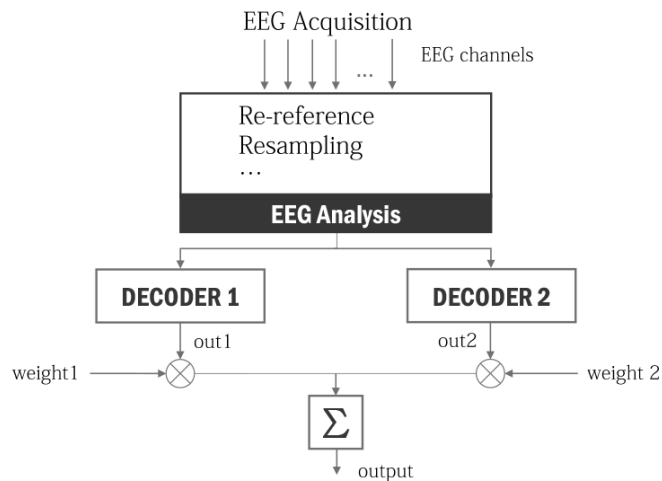 EEG Acquisition
...
EEG channels
Re-reference
Resampling
...
EEG Analysis
DECODER 1
DECODER 2
out1
out2
weight1
weight 2
Σ
output